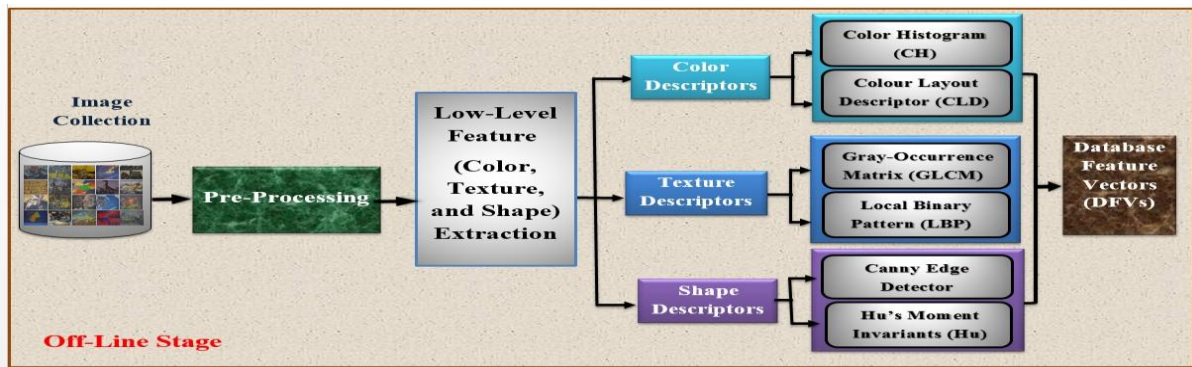 Image
Collection
Pre-Processing
Low-Level
Feature
(Color,
Texture,
and Shape)
Extraction
Color
Descriptors
Color Histogram
(CH)
Colour Layout
Descriptor (CLD)
Texture
Descriptors
Gray-Occurrence
Matrix (GLCM)
Local Binary
Pattern (LBP)
Shape
Descriptors
Canny Edge
Detector
Hu's Moment
Invariants (Hu)
Database
Feature
Vectors
(DFVs)
Off-Line Stage